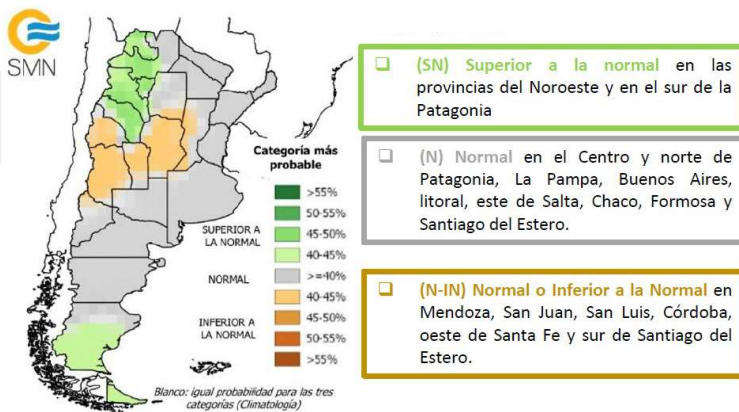 SMN
Categoría más
probable
>55%
50-55%
SUPERIOR A
LA NORMAL
45-50%
40-45%
NORMAL
>=40%
40-45%
INFERIOR A
LA NORMAL
45-50%
50-55%
>55%
Blanco: igual probabilidad para las tres
categorías (Climatología)
(SN) Superior a la normal en las
provincias del Noroeste y en el sur de la
Patagonia
(N) Normal en el Centro y norte de
Patagonia, La Pampa, Buenos Aires,
litoral, este de Salta, Chaco, Formosa y
Santiago del Estero.
(N-IN) Normal o Inferior a la Normal en
Mendoza, San Juan, San Luis, Córdoba,
oeste de Santa Fe y sur de Santiago del
Estero.